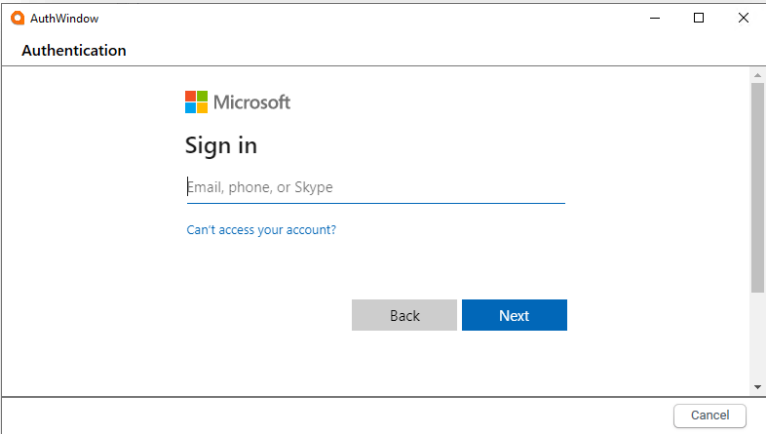 AuthWindow
Authentication
Microsoft
Sign in
Email, phone, or Skype
Can't access your account?
Back Next
Cancel